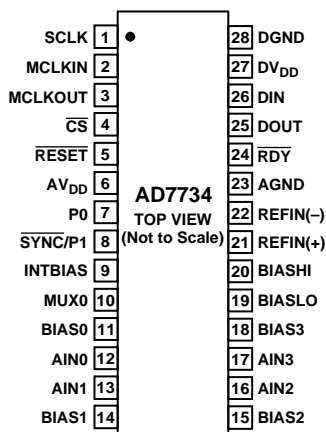 SCLK 1 28 DGND
MCLKIN 2 27 DVDD
MCLKOUT 3 26 DIN
CS 4 25 DOUT
RESET 5 24 RDY
AVDD 6 23 AGND
AD7734
TOP VIEW
(Not to Scale)
P0 7 22 REFIN(–)
SYNC/P1 8 21 REFIN(+)
INTBIAS 9 20 BIASHI
MUX0 10 19 BIASLO
BIAS0 11 18 BIAS3
AIN0 12 17 AIN3
AIN1 13 16 AIN2
BIAS1 14 15 BIAS2